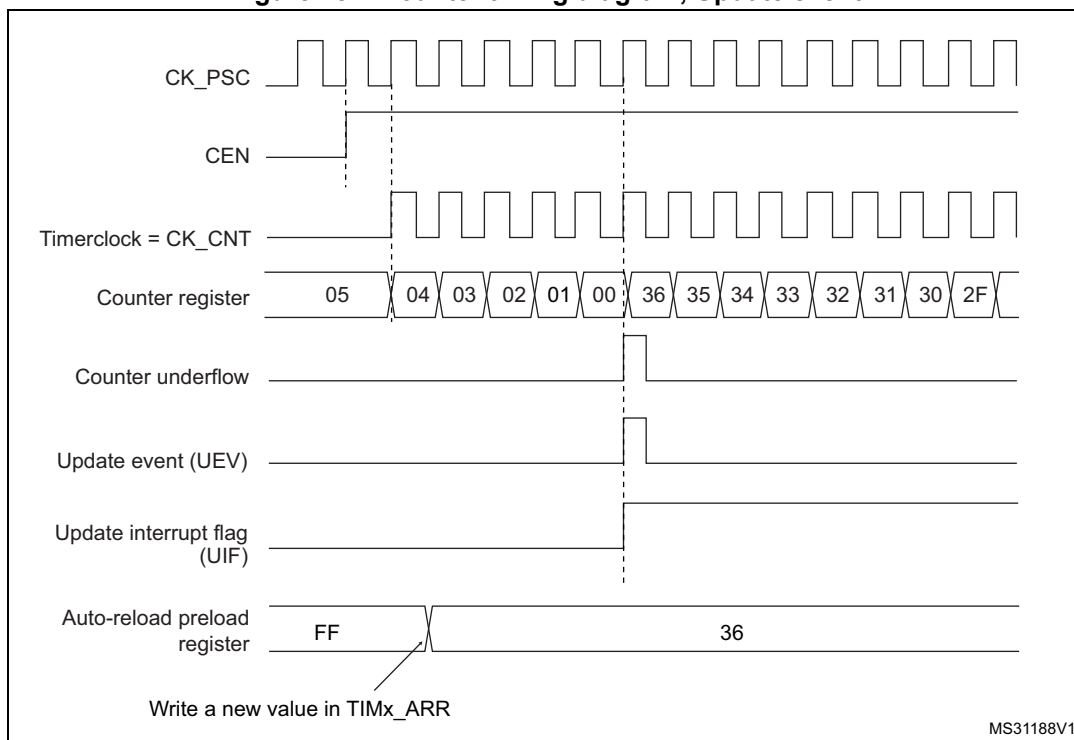 CK_PSC
CEN
Timerclock = CK_CNT
Counter register 05 04 03 02 01 00 36 35 34 33 32 31 30 2F
Counter underflow
Update event (UEV)
Update interrupt flag
(UIF)
Auto-reload preload
register FF 36
Write a new value in TIMx_ARR
MS31188V1